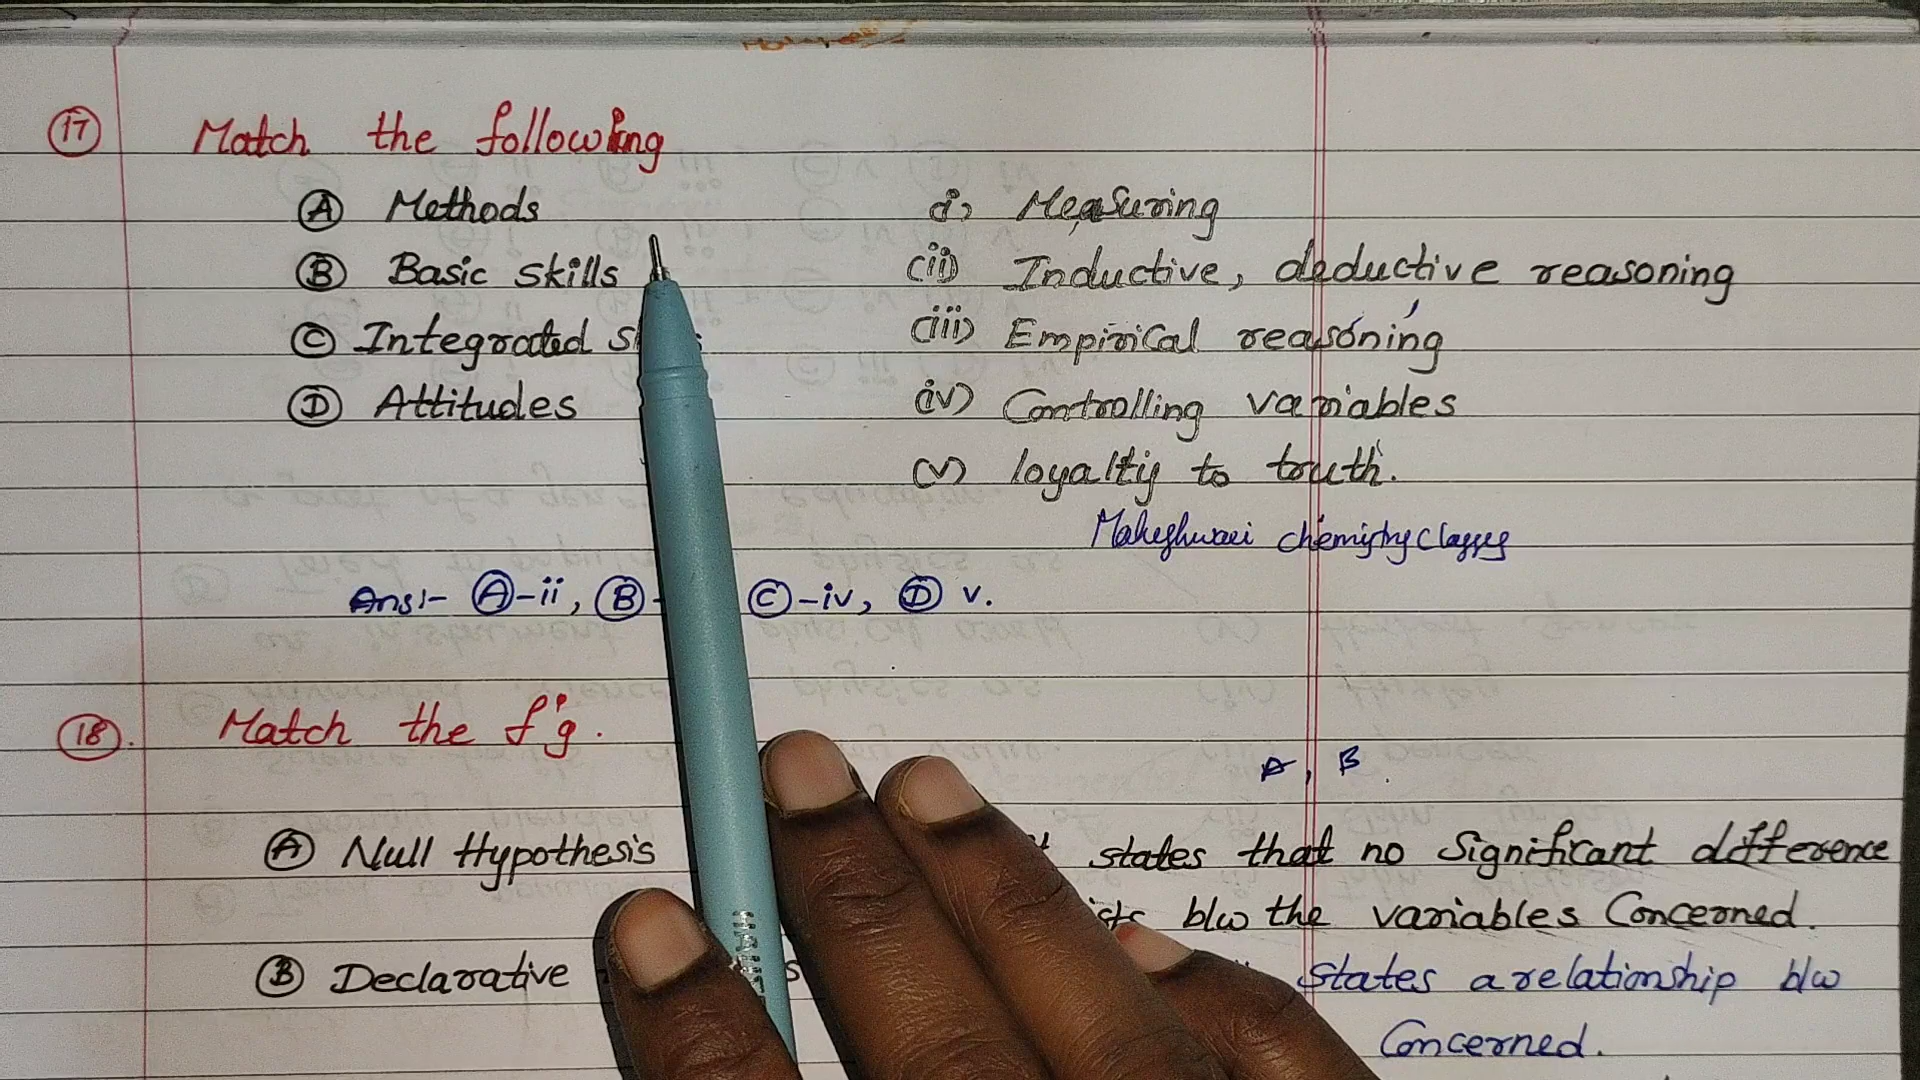 17 Match the following
A Methods i) Measuring
B Basic skills (ii) Inductive, deductive reasoning
C Integrated (iii) Empirical reasoning
D Attitudes (iv) Controlling variables
(v) loyalty to truth.
Maheshwari chemistry classes
Ans:- A-ii, B- C-iv, D v.
18. Match the f'g.
A, B
A Null Hypothesis states that no significant difference
b/w the variables Concerned.
B Declarative States a relationship b/w
Concerned.